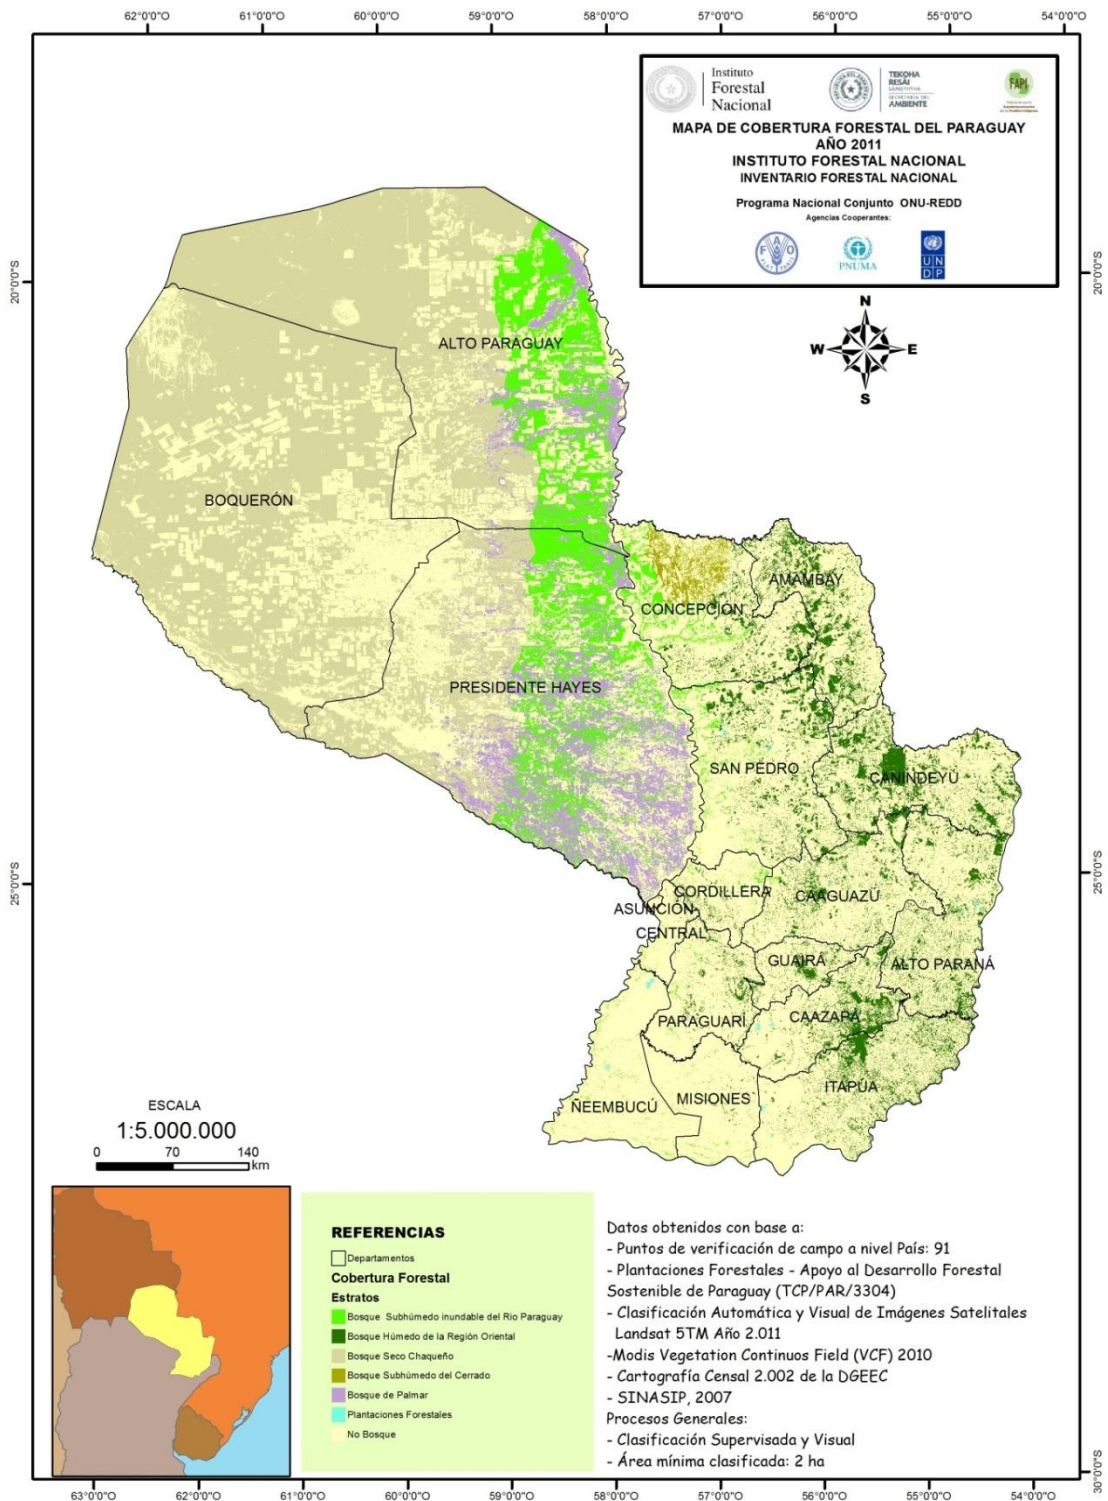 62°0'0"O 61°0'0"O 60°0'0"O 59°0'0"O 58°0'0"O 57°0'0"O 56°0'0"O 55°0'0"O 54°0'0"O
Instituto
Forestal
Nacional
TEKOHA
RESÃI
SAMBYHYHA
SECRETARÍA DEL
AMBIENTE
FAPI
MAPA DE COBERTURA FORESTAL DEL PARAGUAY
AÑO 2011
INSTITUTO FORESTAL NACIONAL
INVENTARIO FORESTAL NACIONAL
Programa Nacional Conjunto ONU-REDD
Agencias Cooperantes:
F A O
FIAT PANIS
PNUMA
U N
D P
20°0'0"S
20°0'0"S
N
W E
S
ALTO PARAGUAY
BOQUERÓN
AMAMBAY
CONCEPCIÓN
PRESIDENTE HAYES
SAN PEDRO
CANINDEYÚ
25°0'0"S
25°0'0"S
CORDILLERA
CAAGUAZÚ
ASUNCIÓN
CENTRAL
GUAIRÁ
ALTO PARANÁ
PARAGUARÍ
CAAZAPÁ
ITAPÚA
MISIONES
ÑEEMBUCÚ
ESCALA
1:5.000.000
0 70 140
km
REFERENCIAS
Departamentos
Cobertura Forestal
Estratos
Bosque Subhúmedo inundable del Rio Paraguay
Bosque Húmedo de la Región Oriental
Bosque Seco Chaqueño
Bosque Subhúmedo del Cerrado
Bosque de Palmar
Plantaciones Forestales
No Bosque
Datos obtenidos con base a:
- Puntos de verificación de campo a nivel País: 91
- Plantaciones Forestales - Apoyo al Desarrollo Forestal
Sostenible de Paraguay (TCP/PAR/3304)
- Clasificación Automática y Visual de Imágenes Satelitales
Landsat 5TM Año 2.011
-Modis Vegetation Continuos Field (VCF) 2010
- Cartografía Censal 2.002 de la DGEEC
- SINASIP, 2007
Procesos Generales:
- Clasificación Supervisada y Visual
- Área mínima clasificada: 2 ha
30°0'0"S
63°0'0"O 62°0'0"O 61°0'0"O 60°0'0"O 59°0'0"O 58°0'0"O 57°0'0"O 56°0'0"O 55°0'0"O 54°0'0"O